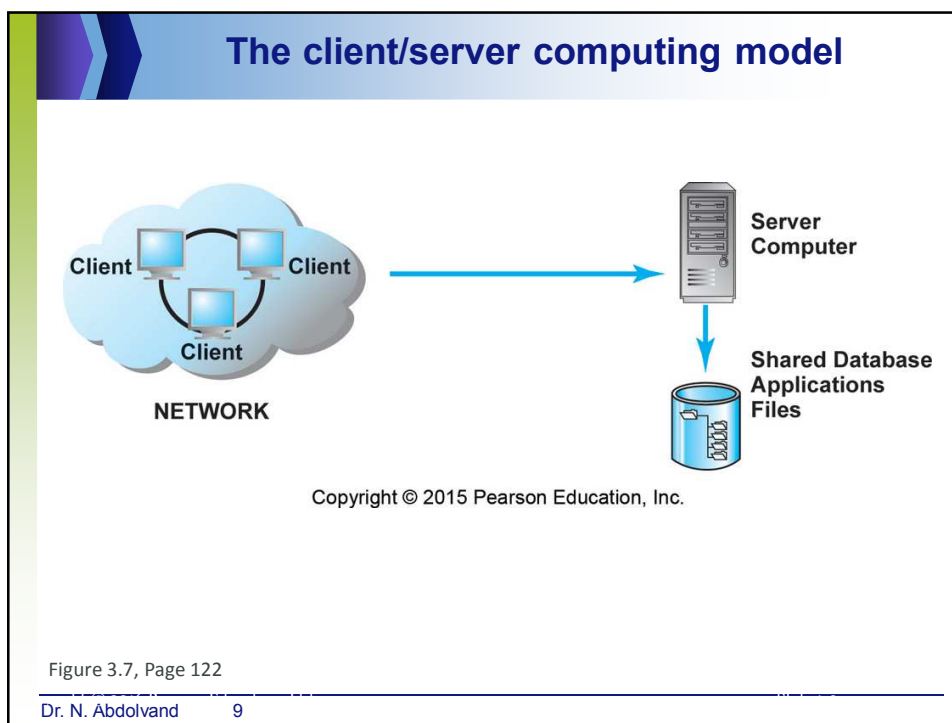 The client/server computing model
Client
Client
Client
NETWORK
Server
Computer
Shared Database
Applications
Files
Copyright © 2015 Pearson Education, Inc.
Figure 3.7, Page 122
Dr. N. Abdolvand 9